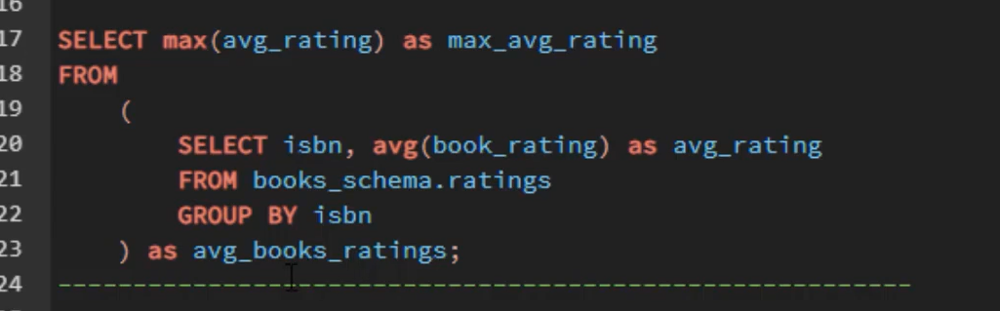 16
17 SELECT max(avg_rating) as max_avg_rating
18 FROM
19 (
20 SELECT isbn, avg(book_rating) as avg_rating
21 FROM books_schema.ratings
22 GROUP BY isbn
23 ) as avg_books_ratings;
24 ---------------------------------------------------------